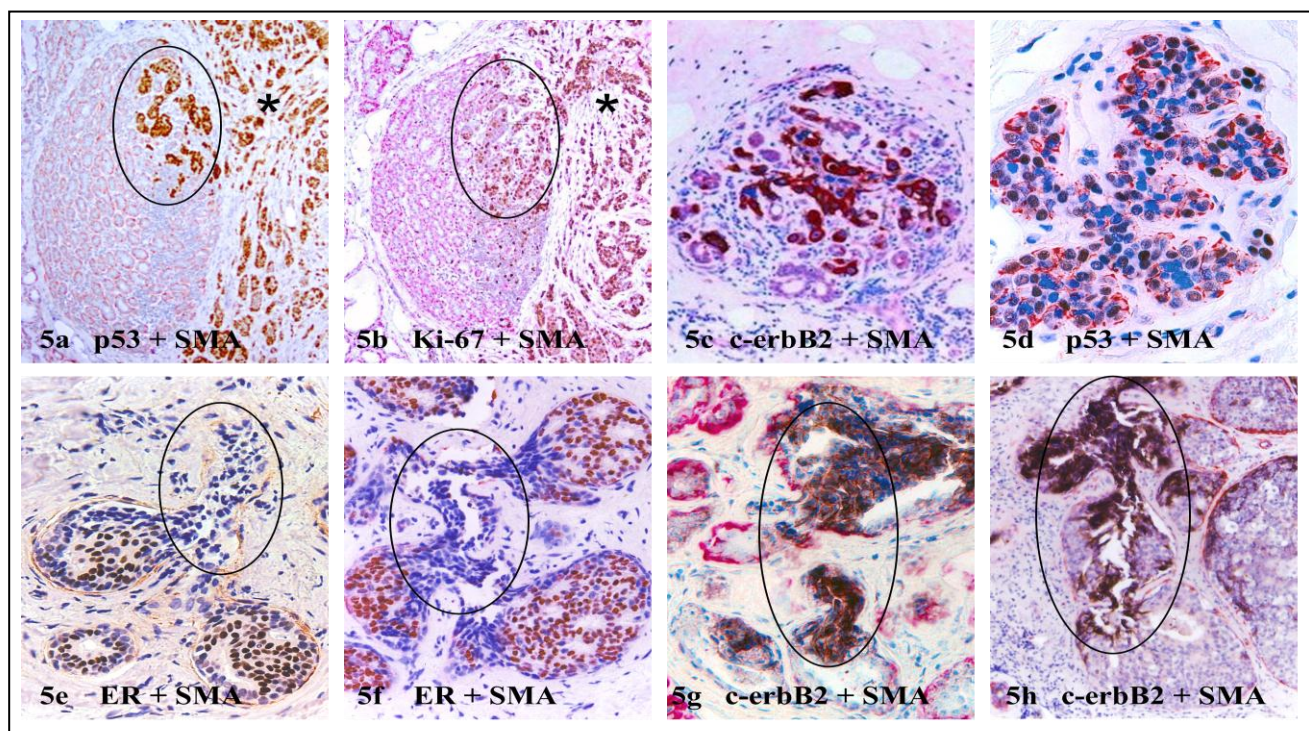 *
*
5a p53 + SMA
5b Ki-67 + SMA
5c c-erbB2 + SMA
5d p53 + SMA
5e ER + SMA
5f ER + SMA
5g c-erbB2 + SMA
5h c-erbB2 + SMA